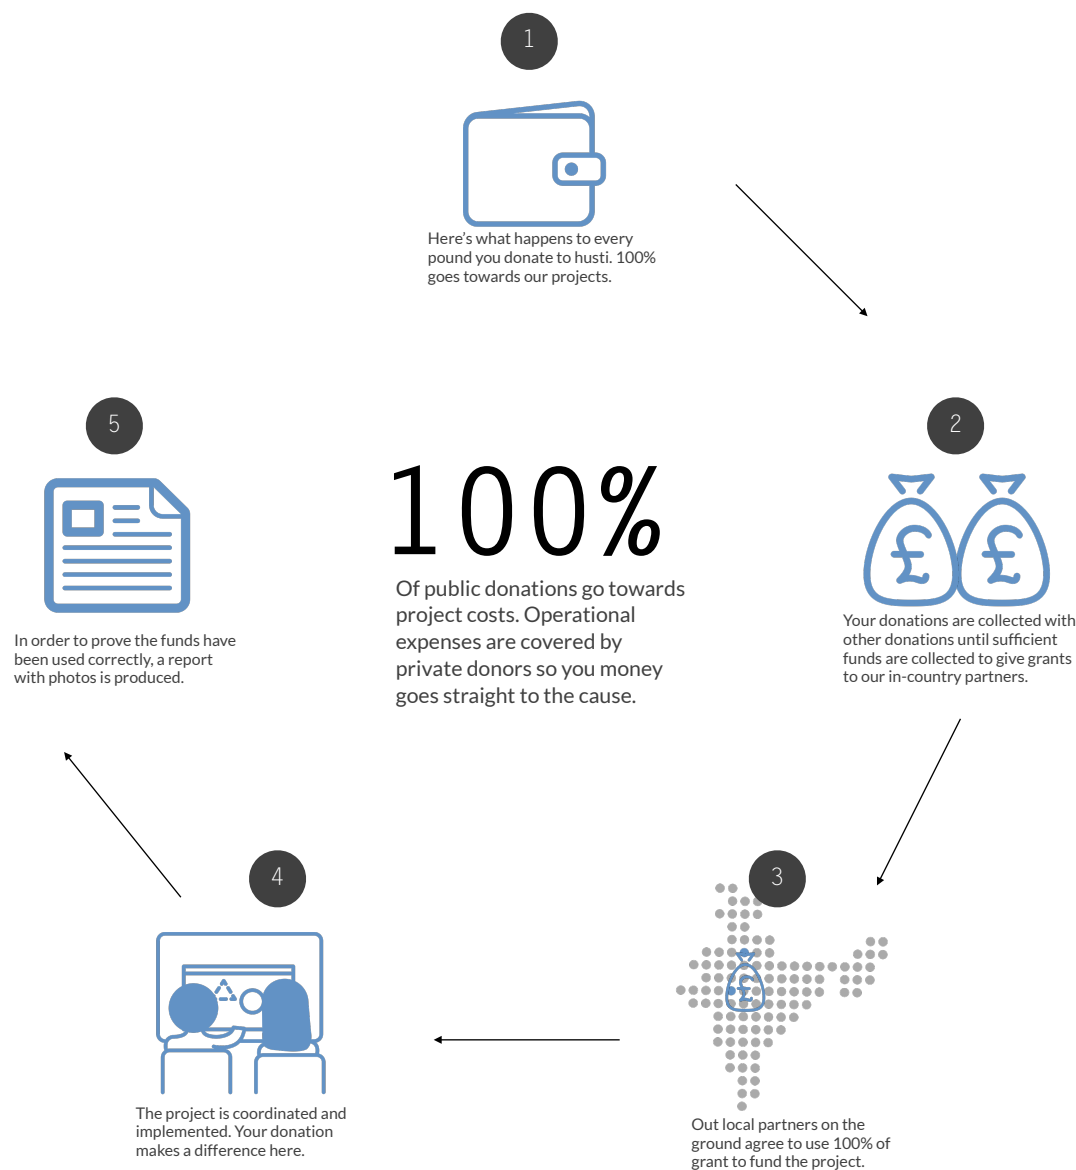 1
Here's what happens to every
pound you donate to husti. 100%
goes towards our projects.
2
£ £
Your donations are collected with
other donations until sufficient
funds are collected to give grants
to our in-country partners.
3
£
Out local partners on the
ground agree to use 100% of
grant to fund the project.
4
The project is coordinated and
implemented. Your donation
makes a difference here.
5
In order to prove the funds have
been used correctly, a report
with photos is produced.
100%
Of public donations go towards
project costs. Operational
expenses are covered by
private donors so you money
goes straight to the cause.